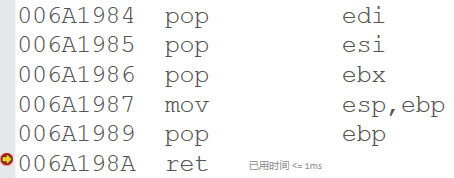 006A1984 pop edi
006A1985 pop esi
006A1986 pop ebx
006A1987 mov esp,ebp
006A1989 pop ebp
006A198A ret 已用时间 <= 1ms